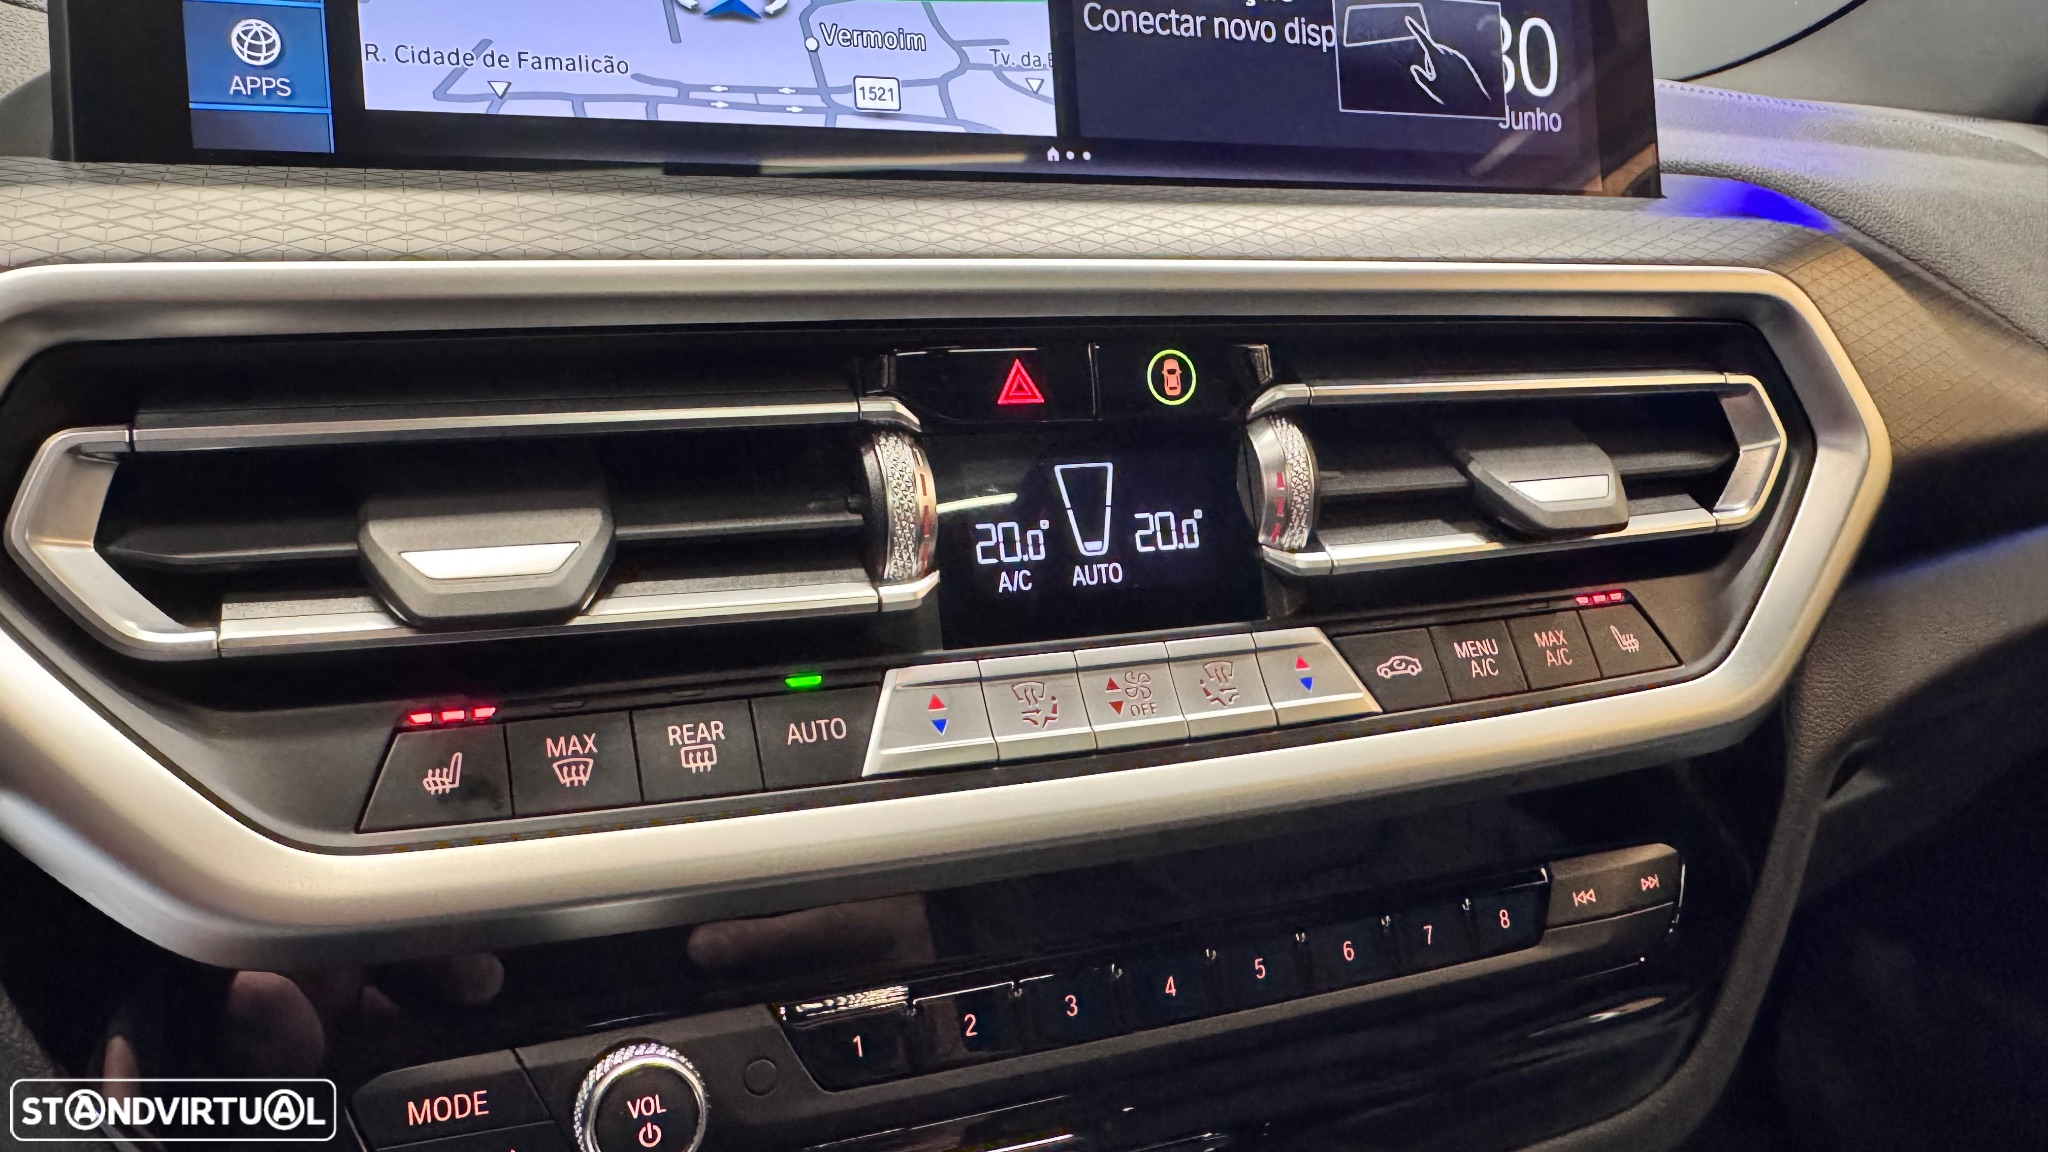 APPS
R. Cidade de Famalicão
Vermoim
Tv. da
1521
Conectar novo disp
30
Junho
20.0°
20.0°
A/C
AUTO
MAX
REAR
AUTO
OFF
MENU
A/C
MAX
A/C
1
2
3
4
5
6
7
8
MODE
VOL
STANDVIRTUAL